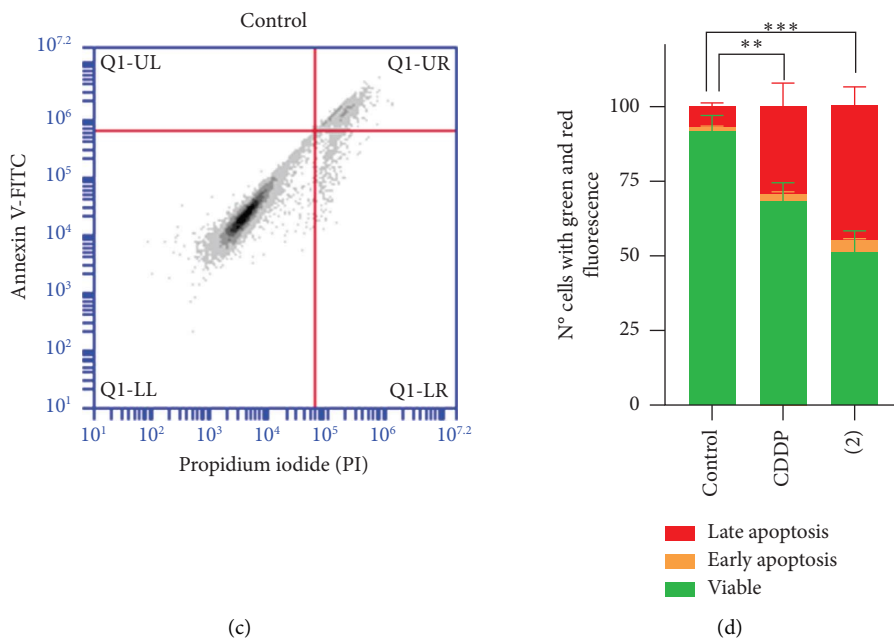 Control
10^7.2
Q1-UL
Q1-UR
10^6
10^5
10^4
10^3
10^2
10^1
Annexin V-FITC
Q1-LL
Q1-LR
10^1 10^2 10^3 10^4 10^5 10^6 10^7.2
Propidium iodide (PI)
(c)
***
**
100
75
50
25
0
N° cells with green and red
fluorescence
Control
CDDP
(2)
Late apoptosis
Early apoptosis
Viable
(d)